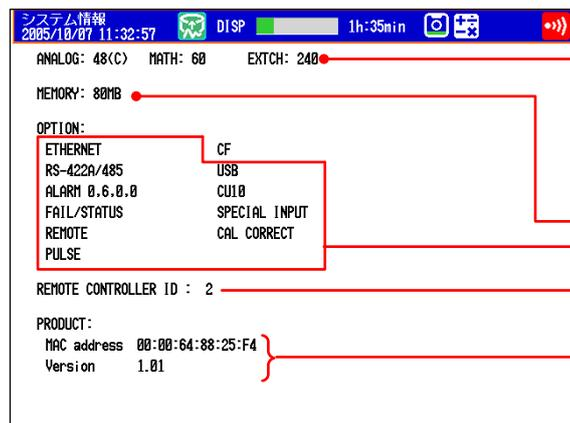 システム情報
2005/10/07 11:32:57 DISP 1h:35min
ANALOG: 48(C) MATH: 60 EXTCH: 240
MEMORY: 80MB
OPTION:
ETHERNET CF
RS-422A/485 USB
ALARM 0.6.0.0 CU10
FAIL/STATUS SPECIAL INPUT
REMOTE CAL CORRECT
PULSE
REMOTE CONTROLLER ID : 2
PRODUCT:
MAC address 00:00:64:88:25:F4
Version 1.01